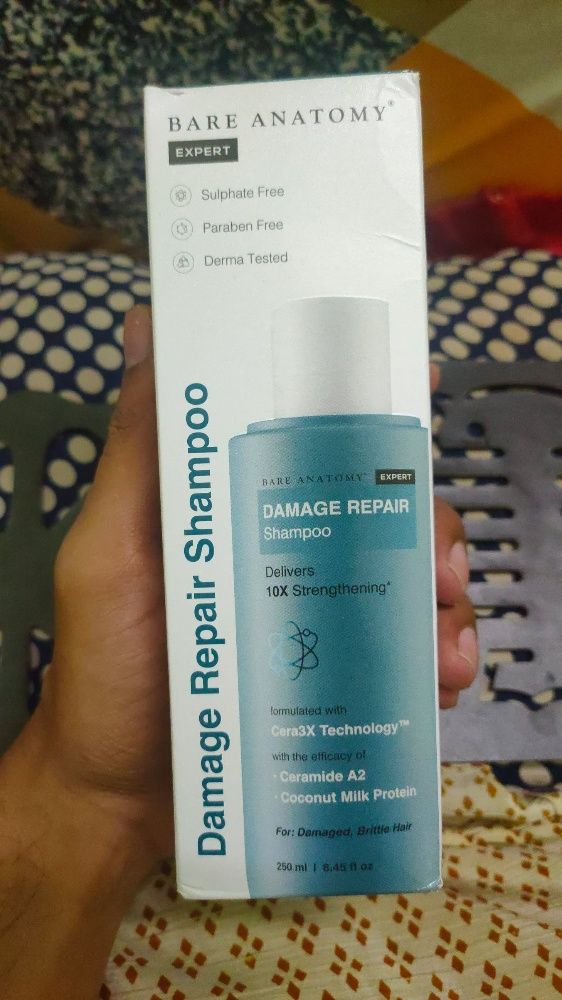 BARE ANATOMY®
EXPERT
Sulphate Free
Paraben Free
Derma Tested
Damage Repair Shampoo
BARE ANATOMY™ EXPERT
DAMAGE REPAIR
Shampoo
Delivers
10X Strengthening*
formulated with
Cera3X Technology™
with the efficacy of
· Ceramide A2
· Coconut Milk Protein
For: Damaged, Brittle Hair
250 ml | 8.45 fl oz